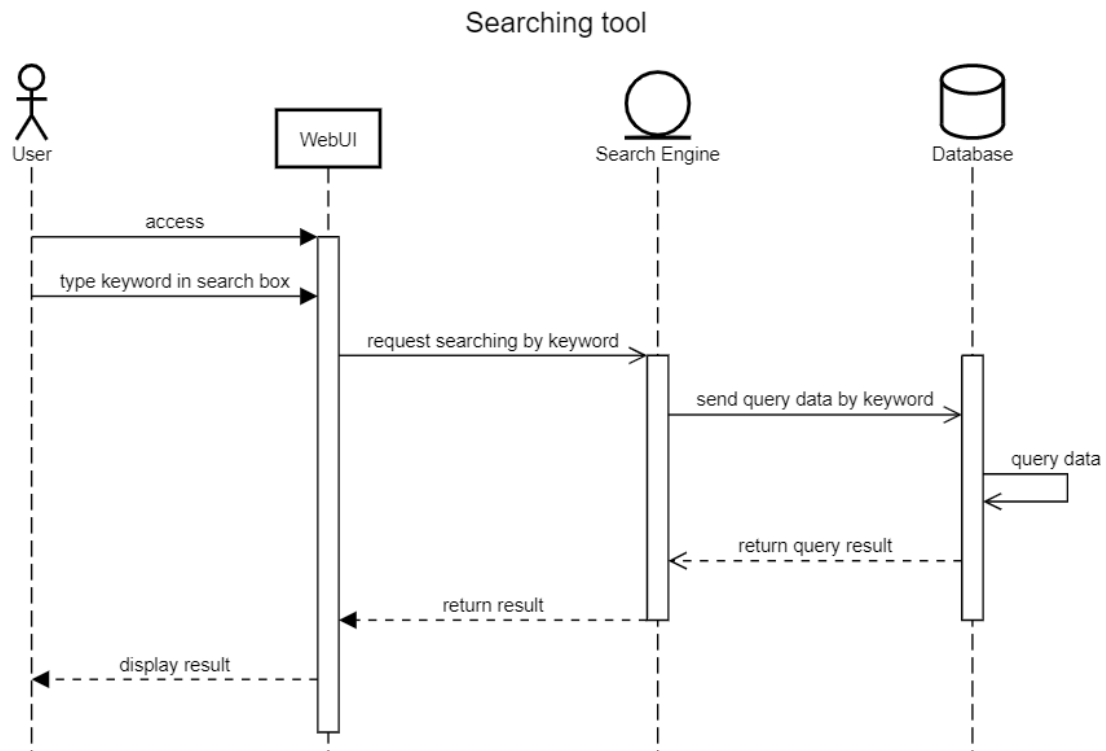 Searching tool
User
WebUI
Search Engine
Database
access
type keyword in search box
request searching by keyword
send query data by keyword
query data
return query result
return result
display result